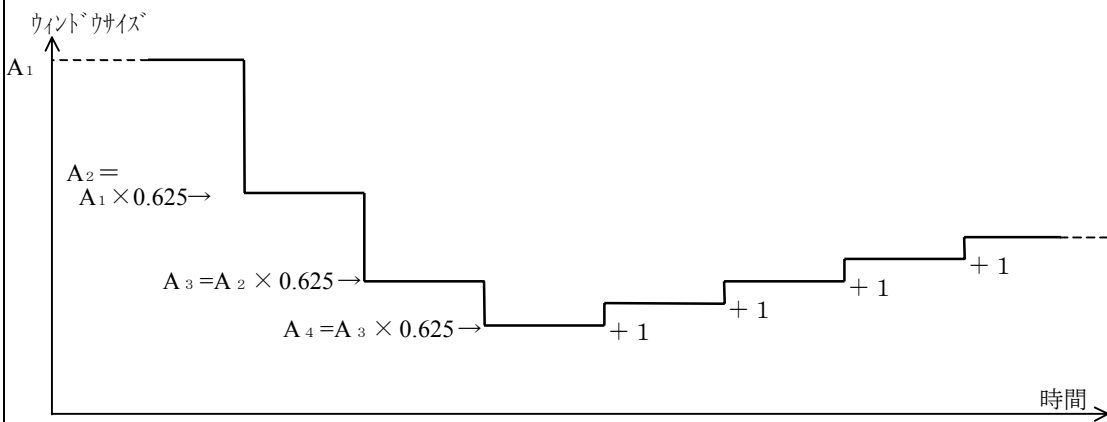 ｳｨﾝﾄﾞｳｻｲｽﾞ
A₁
A₂＝
A₁×0.625→
A₃=A₂×0.625→
A₄=A₃×0.625→
＋1
＋1
＋1
＋1
時間